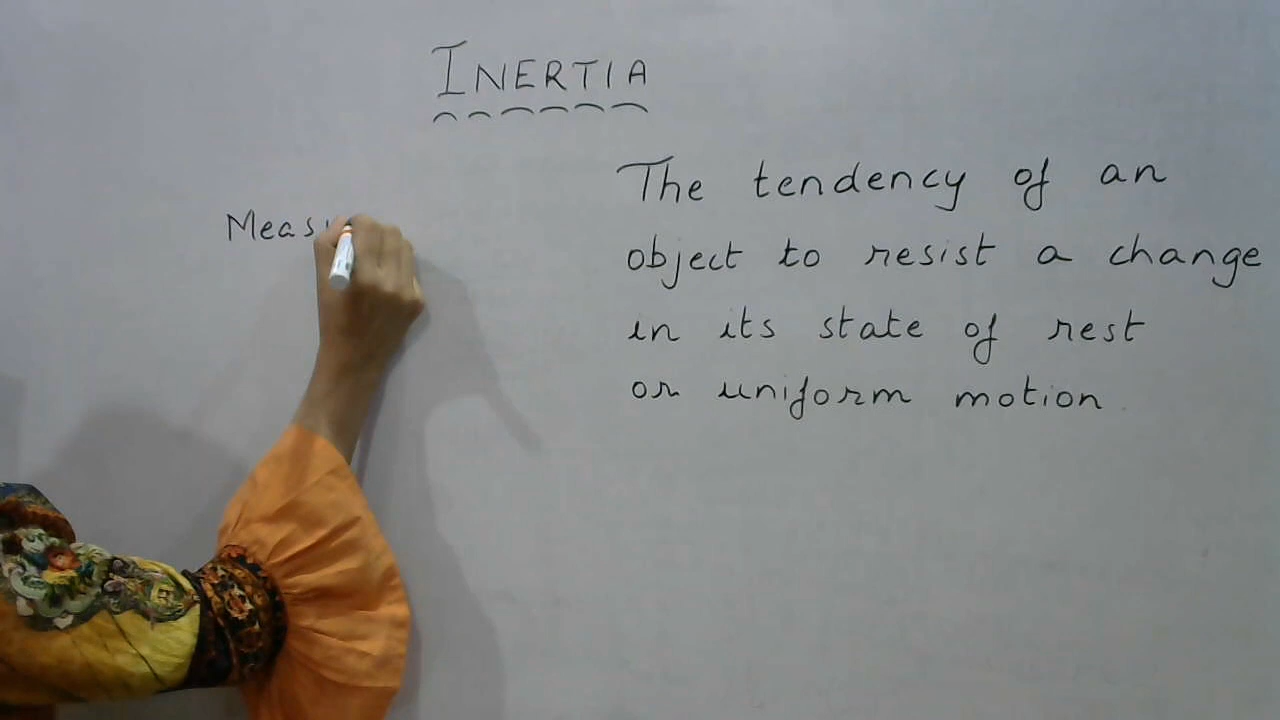 INERTIA
The tendency of an
object to resist a change
in its state of rest
or uniform motion